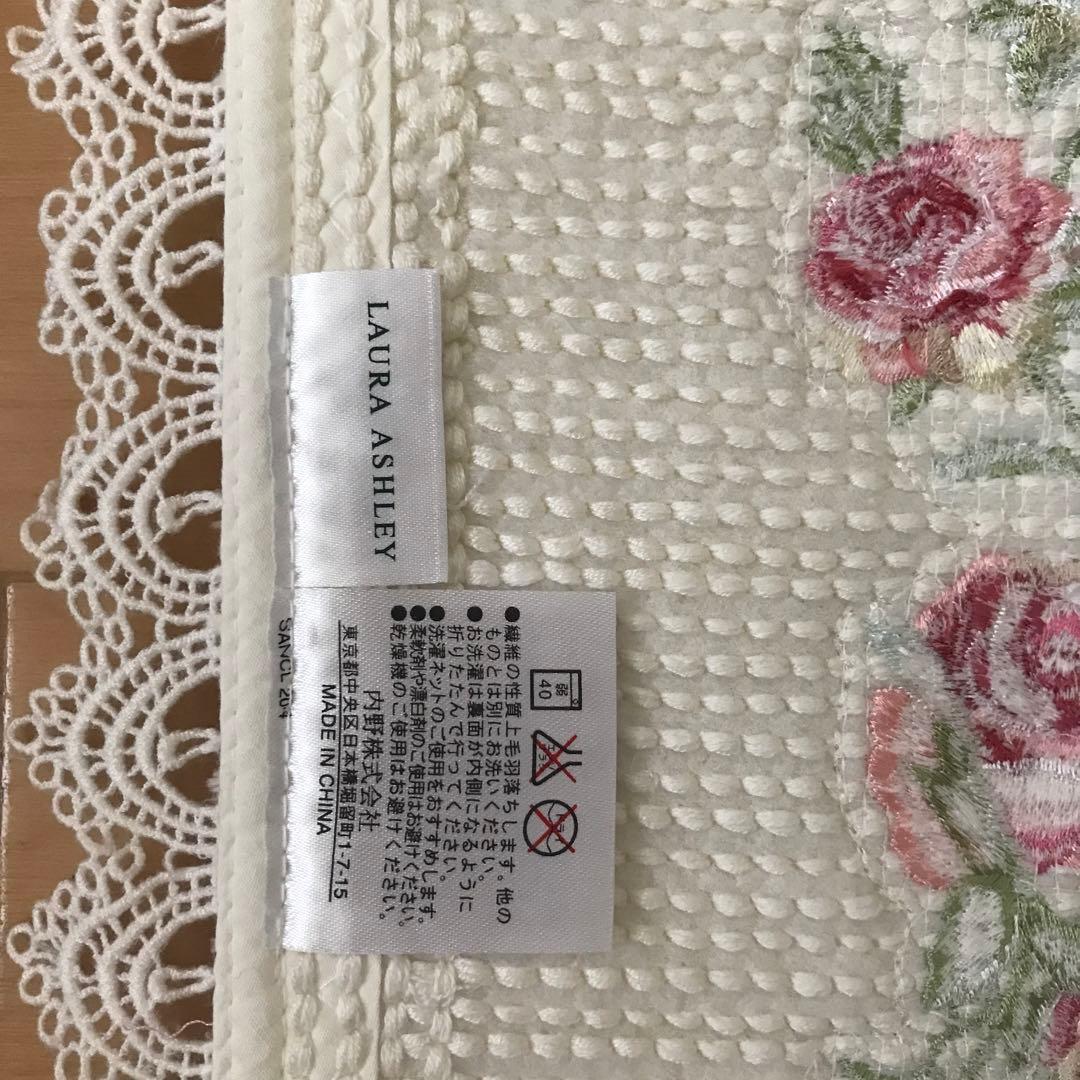 LAURA ASHLEY
弱
40
エンソ
●繊維の性質上毛羽落ちします。他の
ものとは別にお洗いください。
●お洗濯は裏面が内側になるように
折りたたんで行ってください。
●洗濯ネットのご使用をおすすめします。
●柔軟剤や漂白剤のご使用はお避けください。
●乾燥機のご使用はお避けください。
内野株式会社
東京都中央区日本橋堀留町1-7-15
MADE IN CHINA